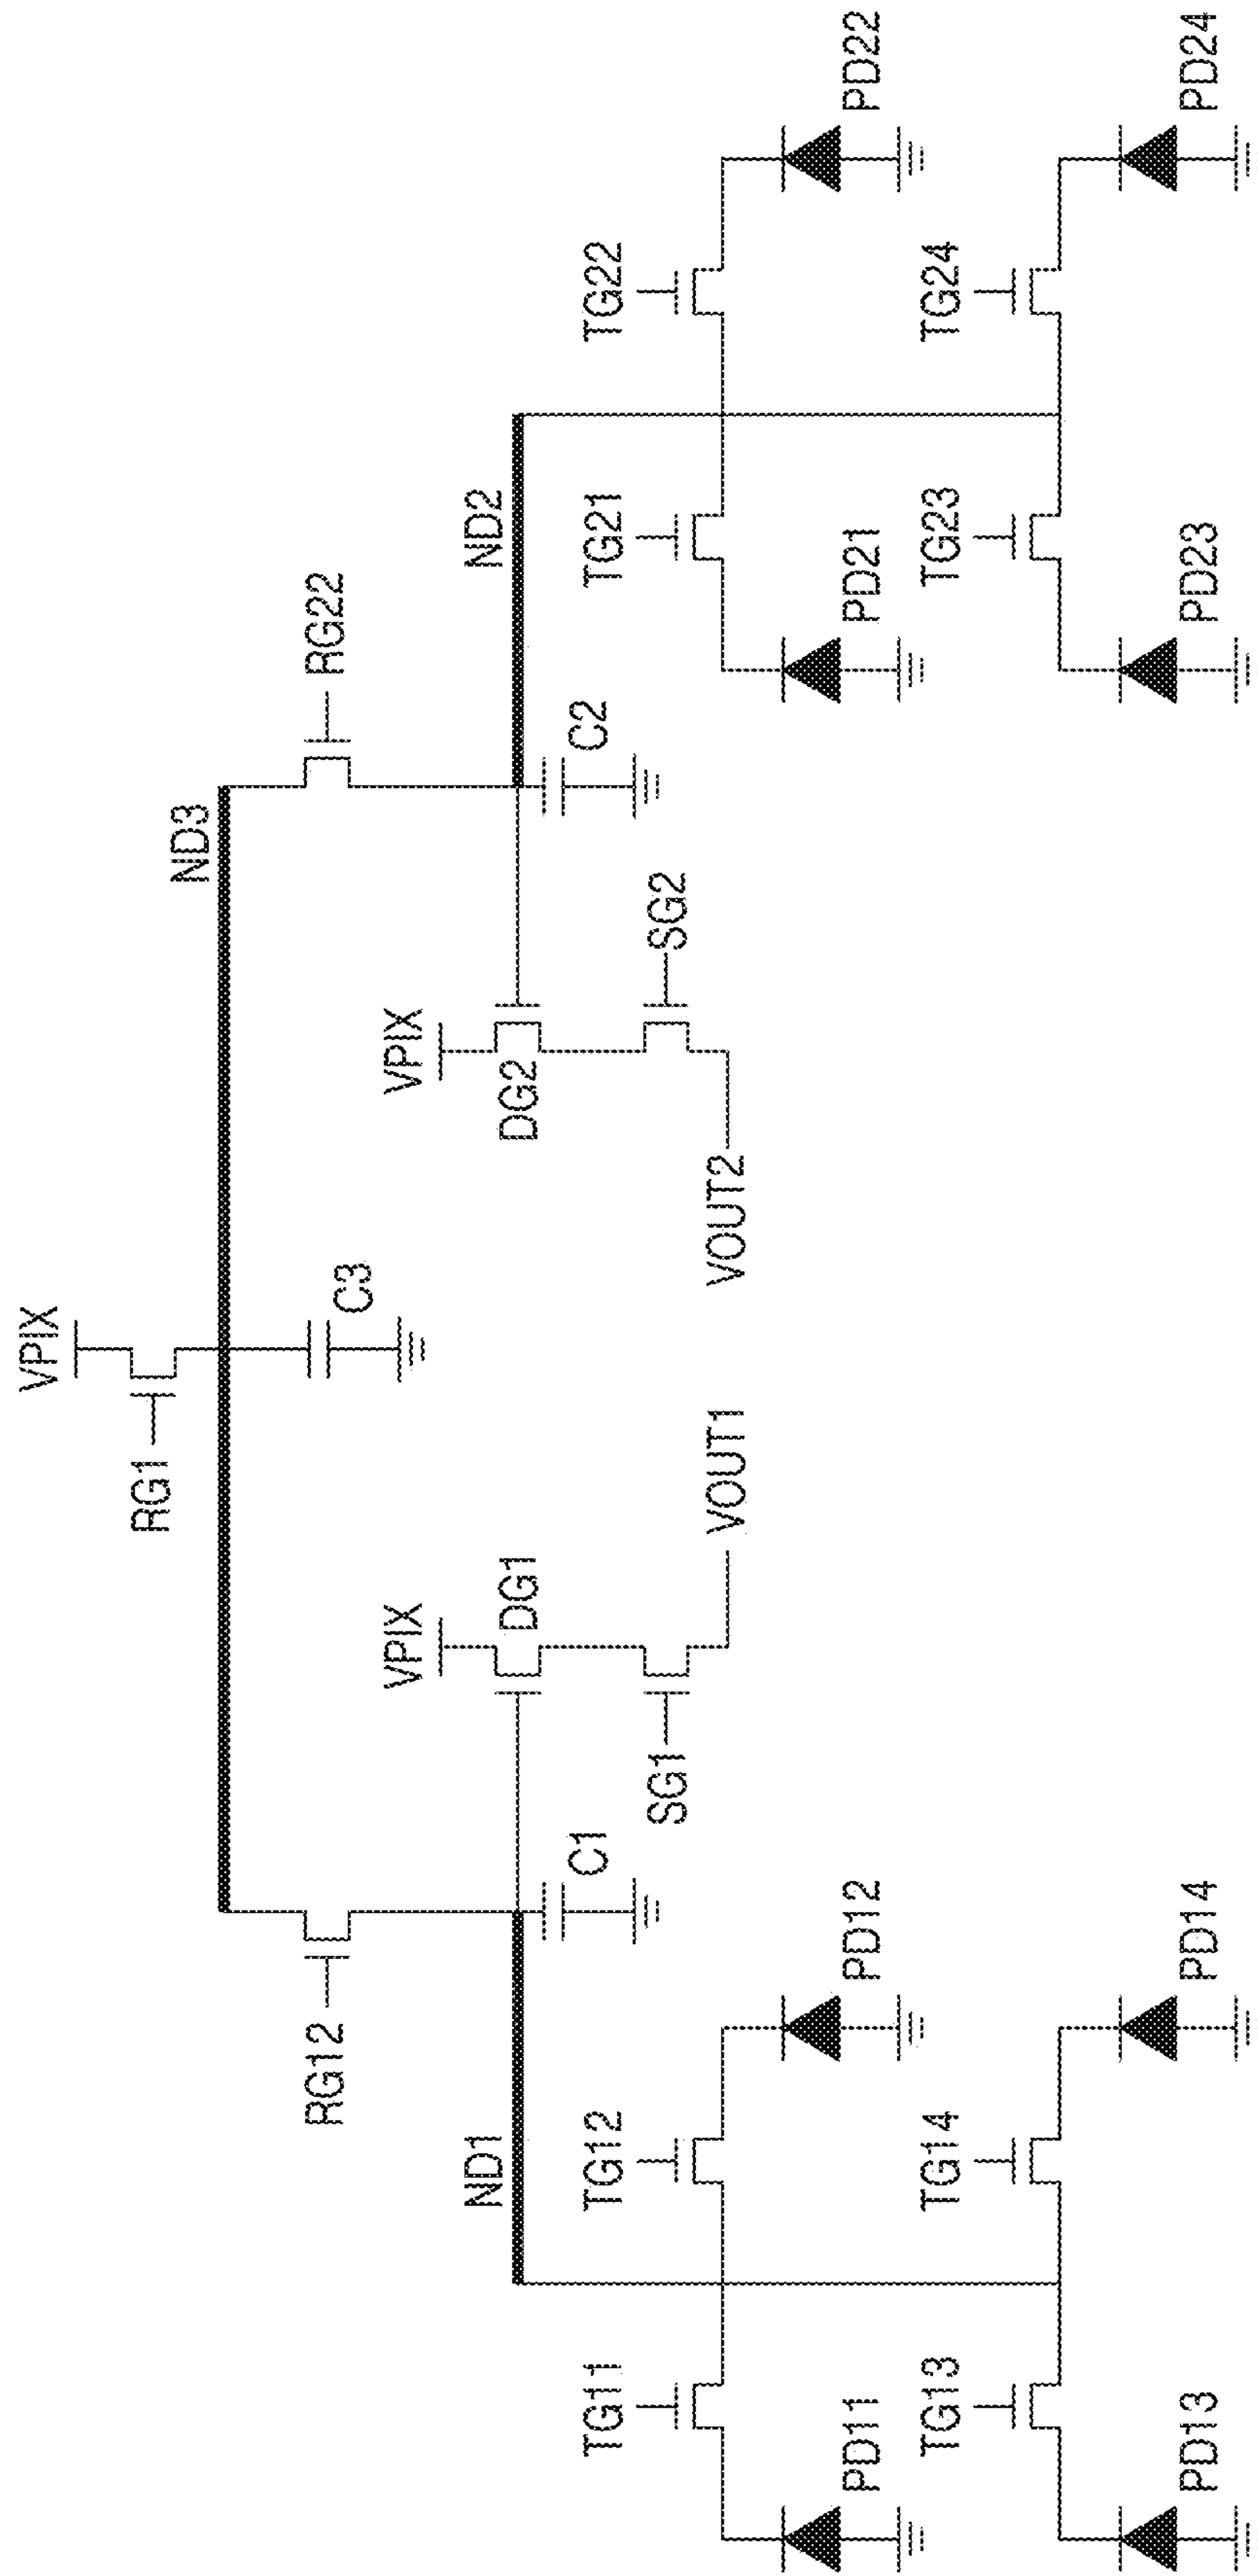 VPIX
RG1
ND3
C3
RG12
RG22
VPIX
VPIX
ND1
DG1
DG2
ND2
C1
C2
TG11
TG12
SG1
SG2
TG21
TG22
VOUT1
VOUT2
PD11
PD12
PD21
PD22
TG13
TG14
TG23
TG24
PD13
PD14
PD23
PD24